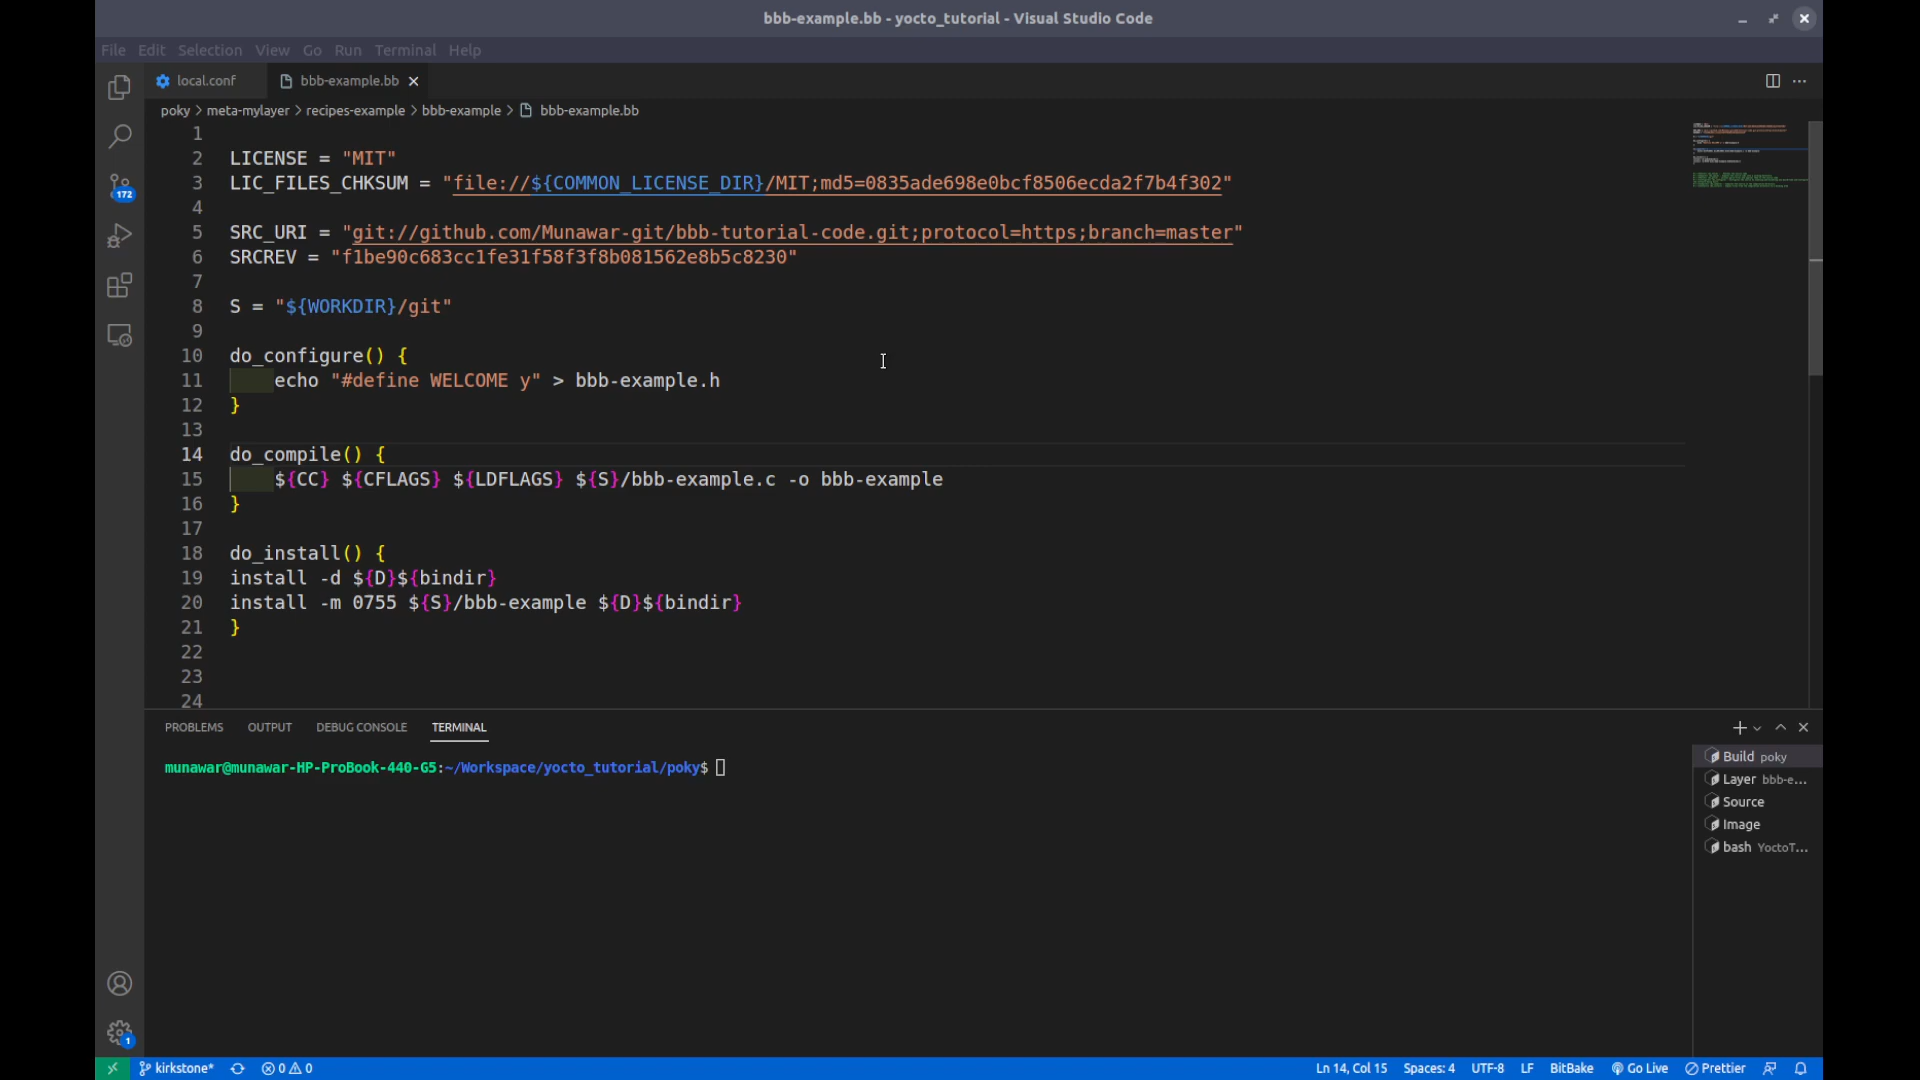 bbb-example.bb - yocto_tutorial - Visual Studio Code
File Edit Selection View Go Run Terminal Help
local.conf bbb-example.bb
poky > meta-mylayer > recipes-example > bbb-example > bbb-example.bb
1
2 LICENSE = "MIT"
3 LIC_FILES_CHKSUM = "file://${COMMON_LICENSE_DIR}/MIT;md5=0835ade698e0bcf8506ecda2f7b4f302"
4
5 SRC_URI = "git://github.com/Munawar-git/bbb-tutorial-code.git;protocol=https;branch=master"
6 SRCREV = "f1be90c683cc1fe31f58f3f8b081562e8b5c8230"
7
8 S = "${WORKDIR}/git"
9
10 do_configure() {
11 echo "#define WELCOME y" > bbb-example.h
12 }
13
14 do_compile() {
15 ${CC} ${CFLAGS} ${LDFLAGS} ${S}/bbb-example.c -o bbb-example
16 }
17
18 do_install() {
19 install -d ${D}${bindir}
20 install -m 0755 ${S}/bbb-example ${D}${bindir}
21 }
22
23
24
172
PROBLEMS OUTPUT DEBUG CONSOLE TERMINAL
munawar@munawar-HP-ProBook-440-G5:~/Workspace/yocto_tutorial/poky$
Build poky
Layer bbb-e...
Source
Image
bash YoctoT...
1
kirkstone* 0 0 Ln 14, Col 15 Spaces: 4 UTF-8 LF BitBake Go Live Prettier